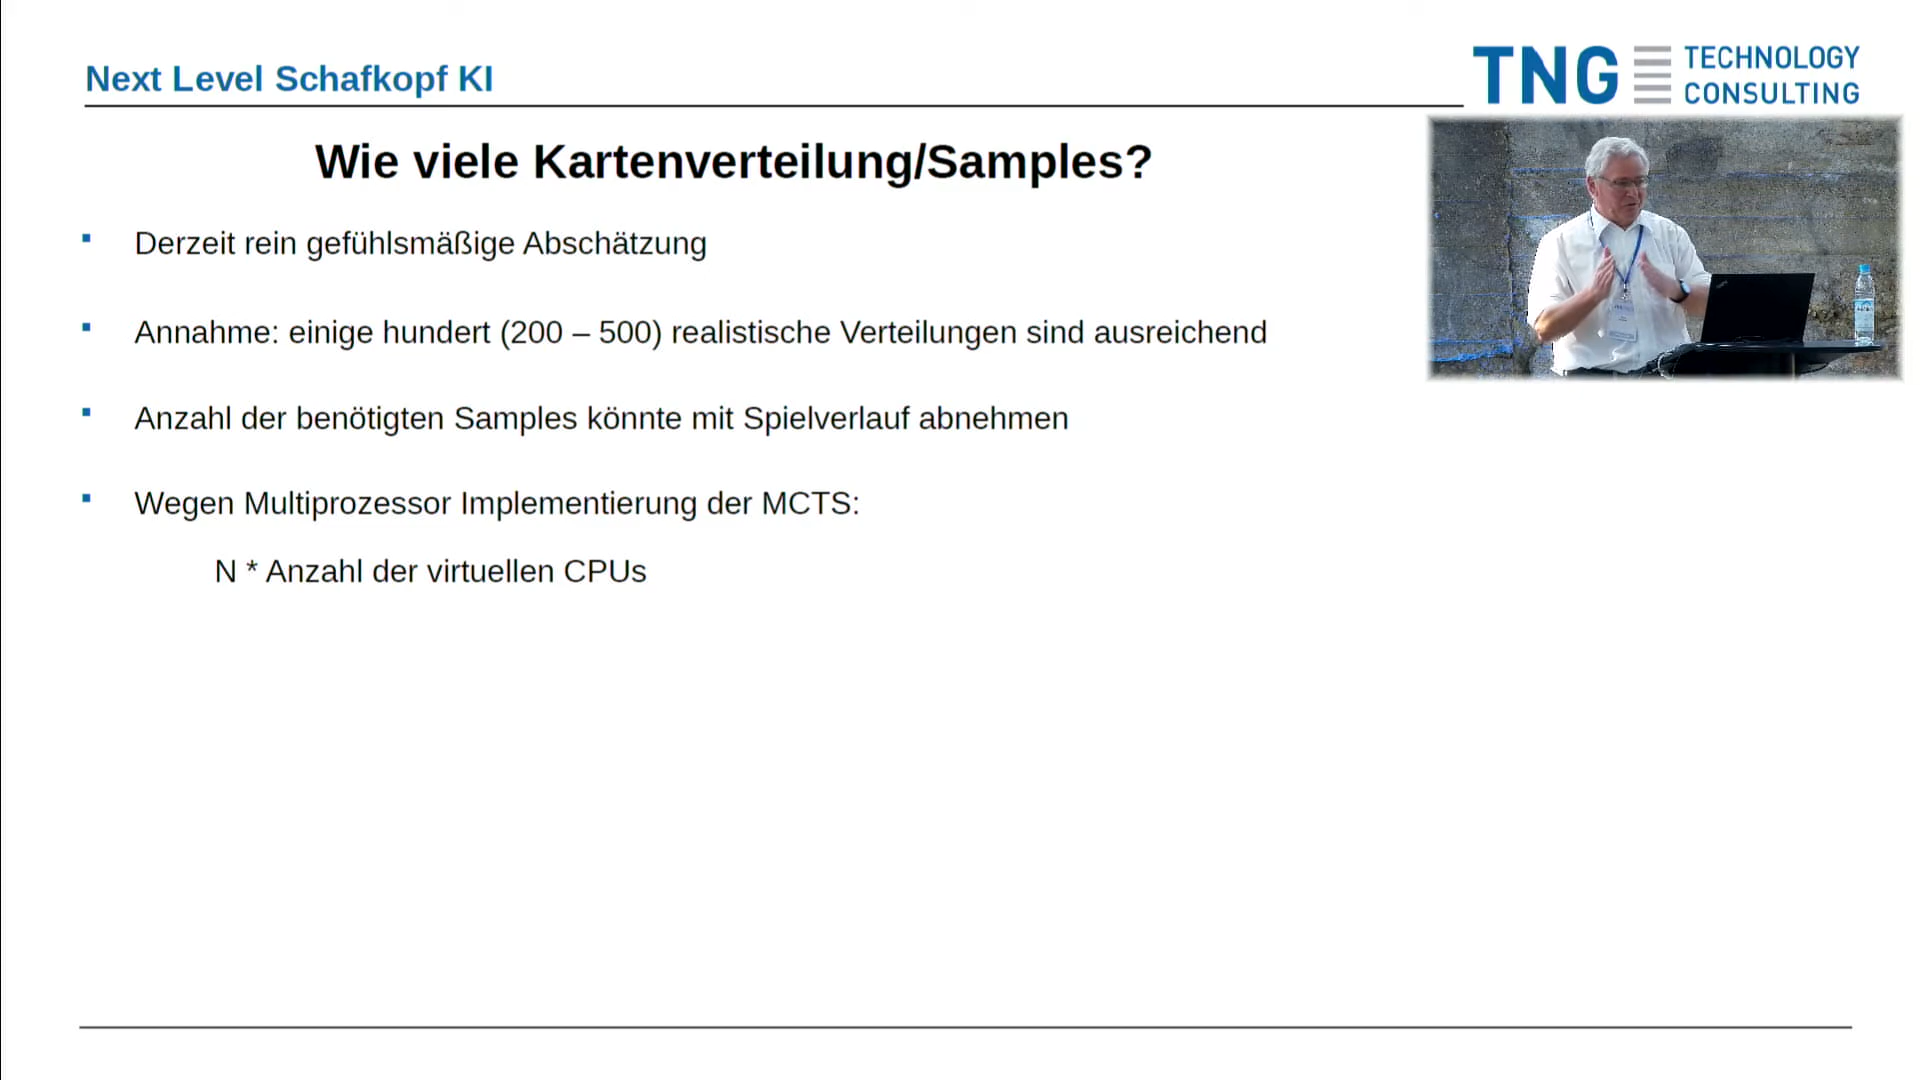 Next Level Schafkopf KI
TNG TECHNOLOGY
CONSULTING
Wie viele Kartenverteilung/Samples?
Derzeit rein gefühlsmäßige Abschätzung
Annahme: einige hundert (200 – 500) realistische Verteilungen sind ausreichend
Anzahl der benötigten Samples könnte mit Spielverlauf abnehmen
Wegen Multiprozessor Implementierung der MCTS:
N * Anzahl der virtuellen CPUs